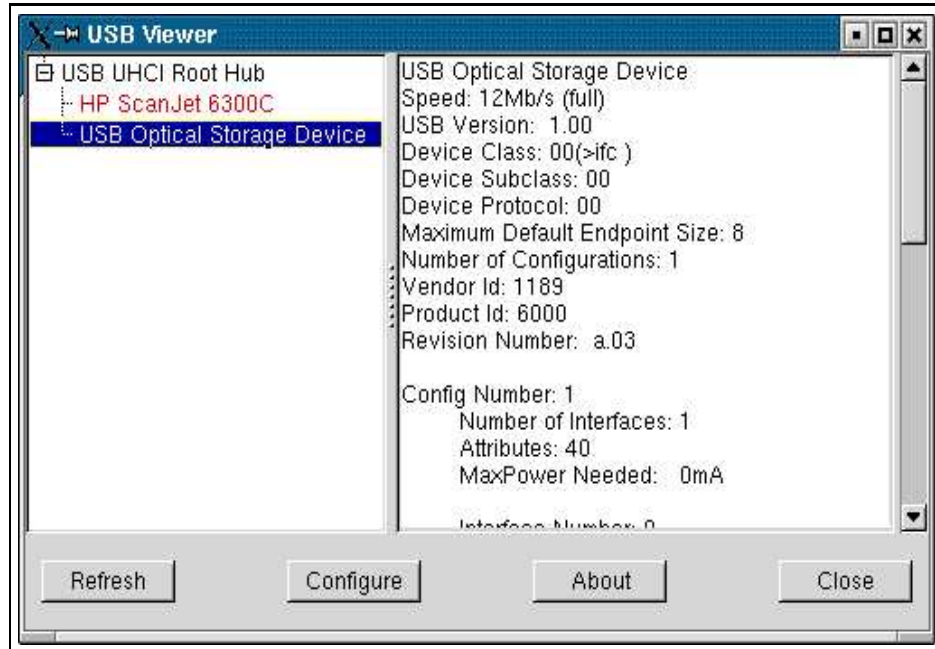 USB Viewer
USB UHCI Root Hub
HP ScanJet 6300C
USB Optical Storage Device
USB Optical Storage Device
Speed: 12Mb/s (full)
USB Version:  1.00
Device Class: 00(>ifc )
Device Subclass: 00
Device Protocol: 00
Maximum Default Endpoint Size: 8
Number of Configurations: 1
Vendor Id: 1189
Product Id: 6000
Revision Number:  a.03
Config Number: 1
Number of Interfaces: 1
Attributes: 40
MaxPower Needed:   0mA
Interface Number: 0
Refresh
Configure
About
Close